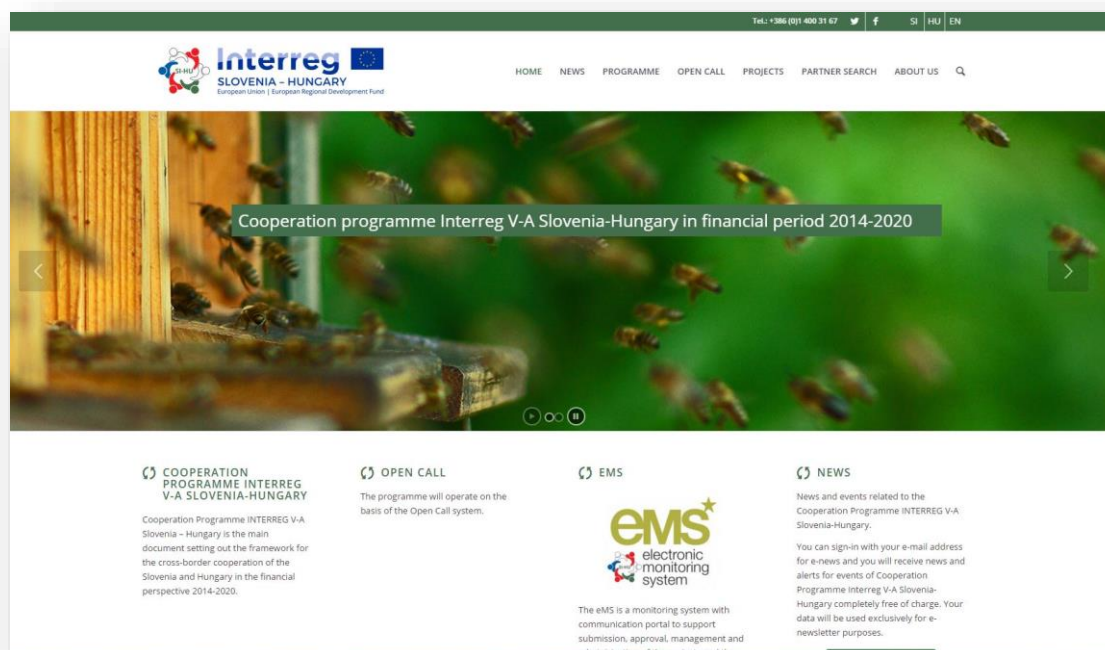 Tel.: +386 (0)1 400 31 67
SI HU EN
SI-HU
Interreg
SLOVENIA – HUNGARY
European Union | European Regional Development Fund
HOME NEWS PROGRAMME OPEN CALL PROJECTS PARTNER SEARCH ABOUT US
Cooperation programme Interreg V-A Slovenia-Hungary in financial period 2014-2020
COOPERATION
PROGRAMME INTERREG
V-A SLOVENIA-HUNGARY
Cooperation Programme INTERREG V-A
Slovenia – Hungary is the main
document setting out the framework for
the cross-border cooperation of the
Slovenia and Hungary in the financial
perspective 2014-2020.
OPEN CALL
The programme will operate on the
basis of the Open Call system.
EMS
eMS
electronic
monitoring
system
The eMS is a monitoring system with
communication portal to support
submission, approval, management and
NEWS
News and events related to the
Cooperation Programme INTERREG V-A
Slovenia-Hungary.
You can sign-in with your e-mail address
for e-news and you will receive news and
alerts for events of Cooperation
Programme Interreg V-A Slovenia-
Hungary completely free of charge. Your
data will be used exclusively for e-
newsletter purposes.